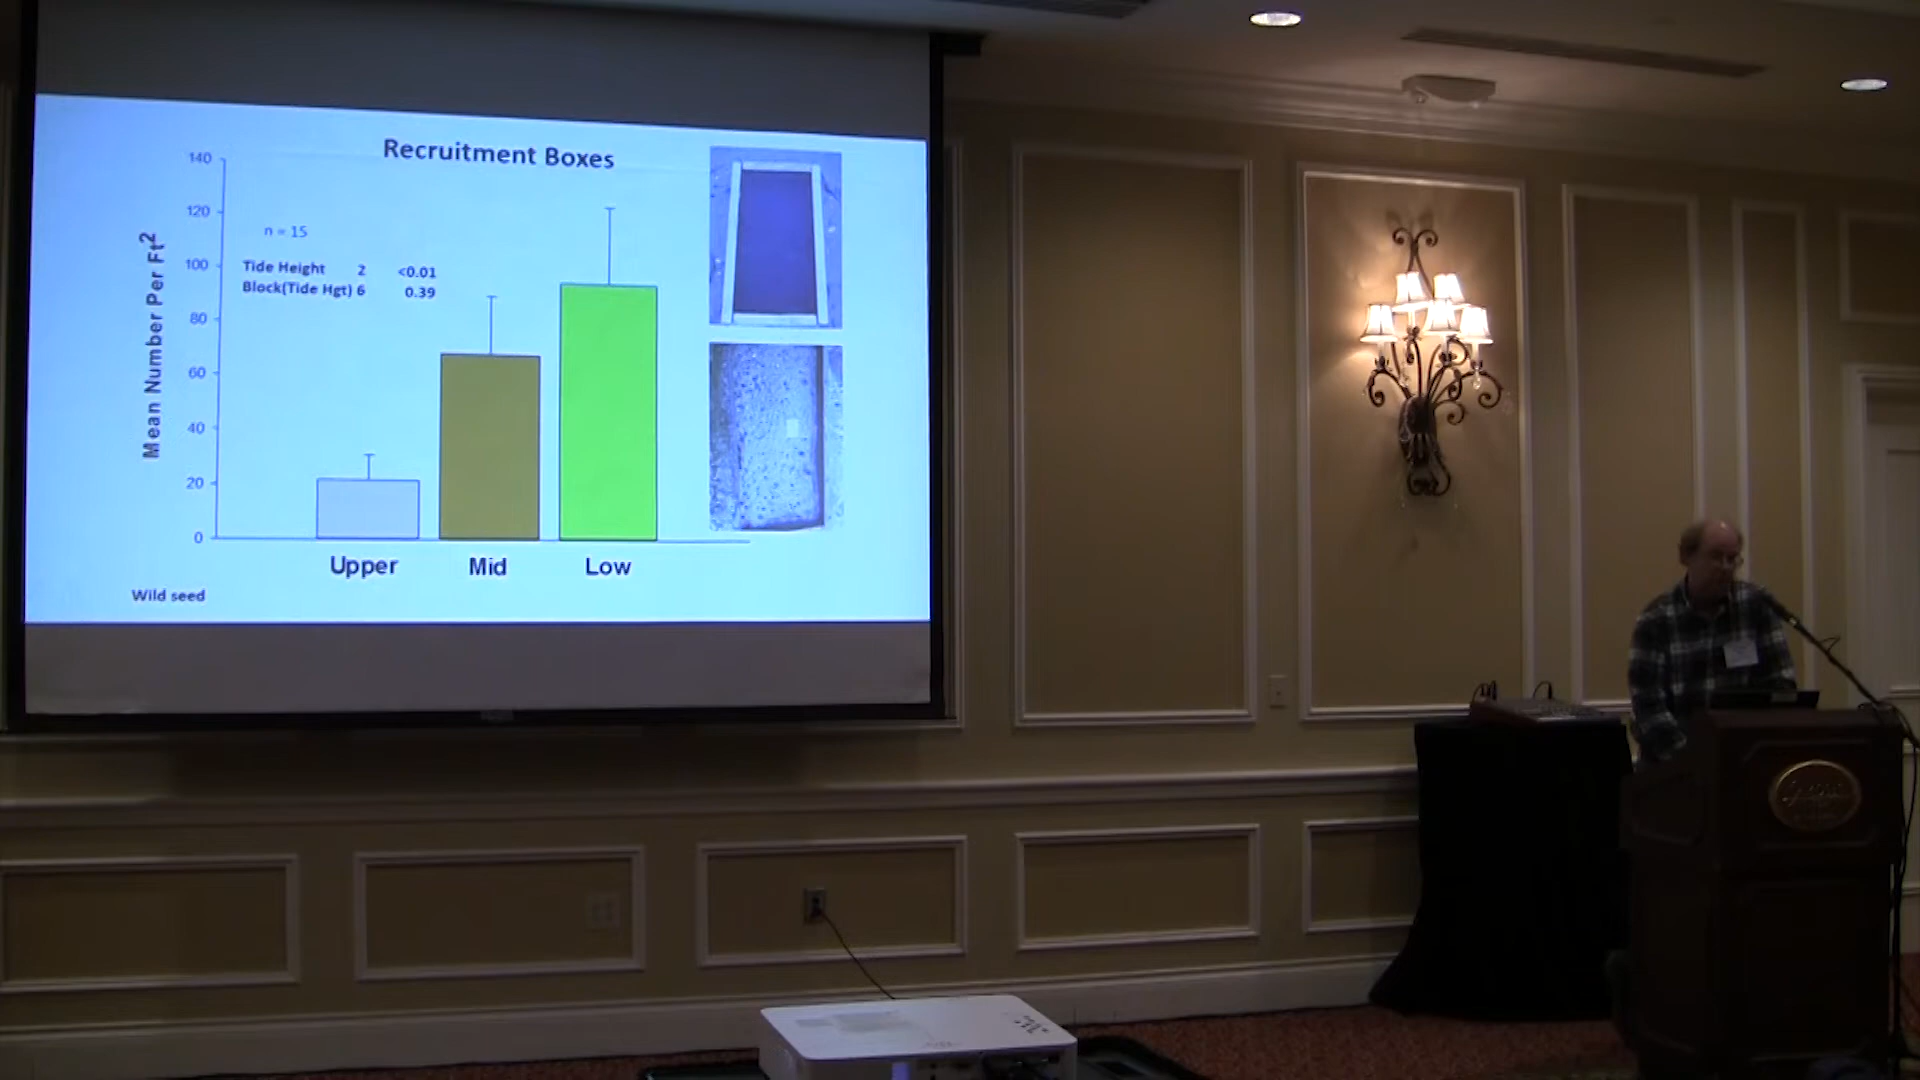 Recruitment Boxes
140
120
100
80
60
40
20
0
Mean Number Per Ft2
n = 15
Tide Height 2 <0.01
Block(Tide Hgt) 6 0.39
Upper Mid Low
Wild seed